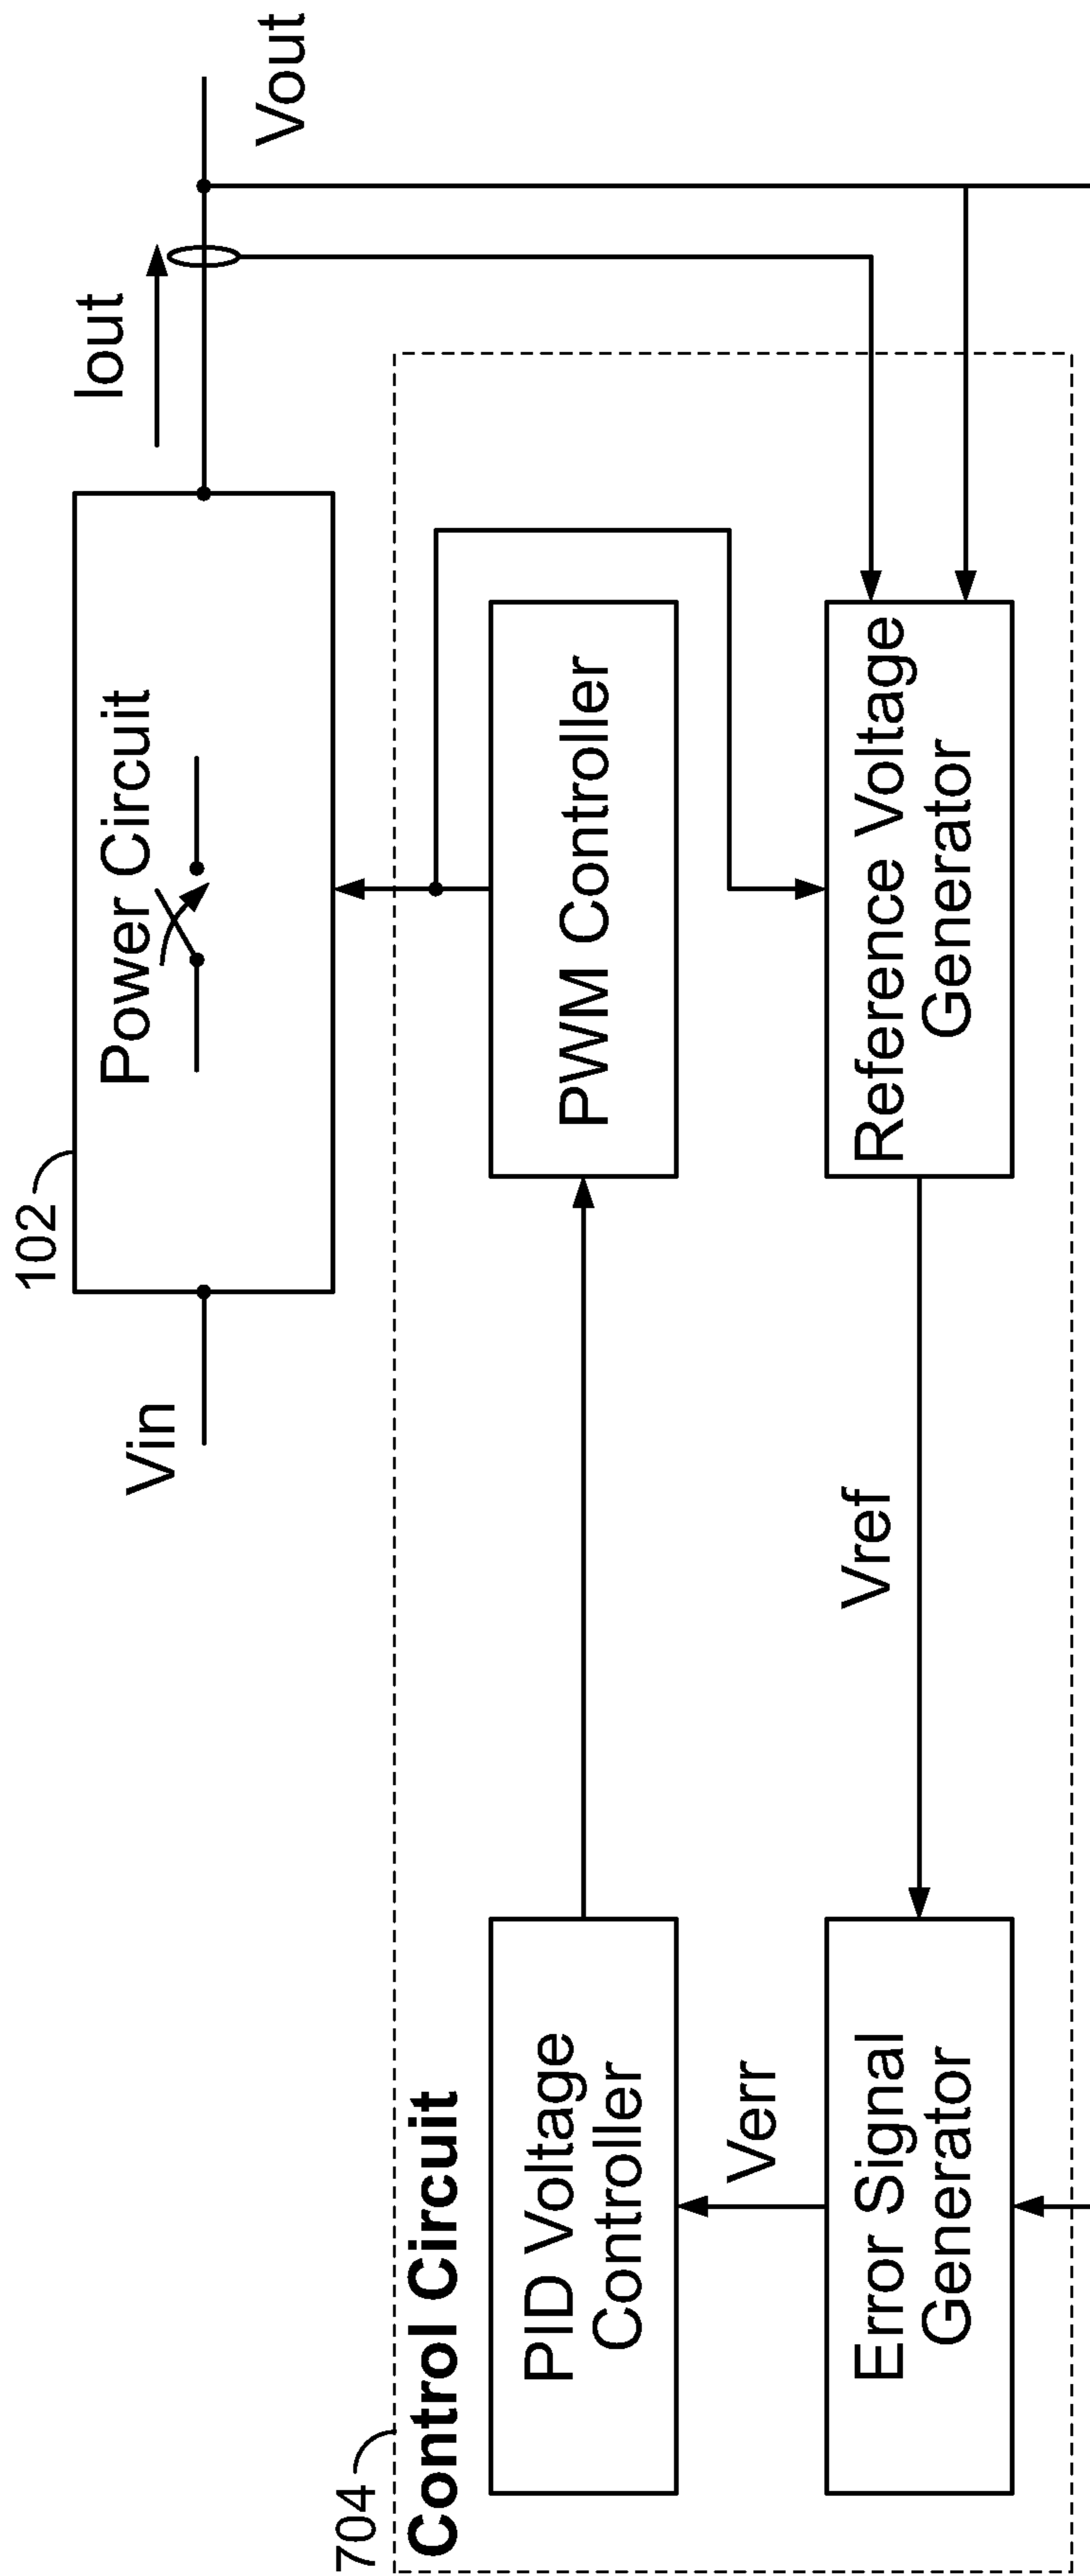 102
Vin
Power Circuit
Iout
Vout
704
Control Circuit
PID Voltage
Controller
PWM Controller
Verr
Vref
Error Signal
Generator
Reference Voltage
Generator